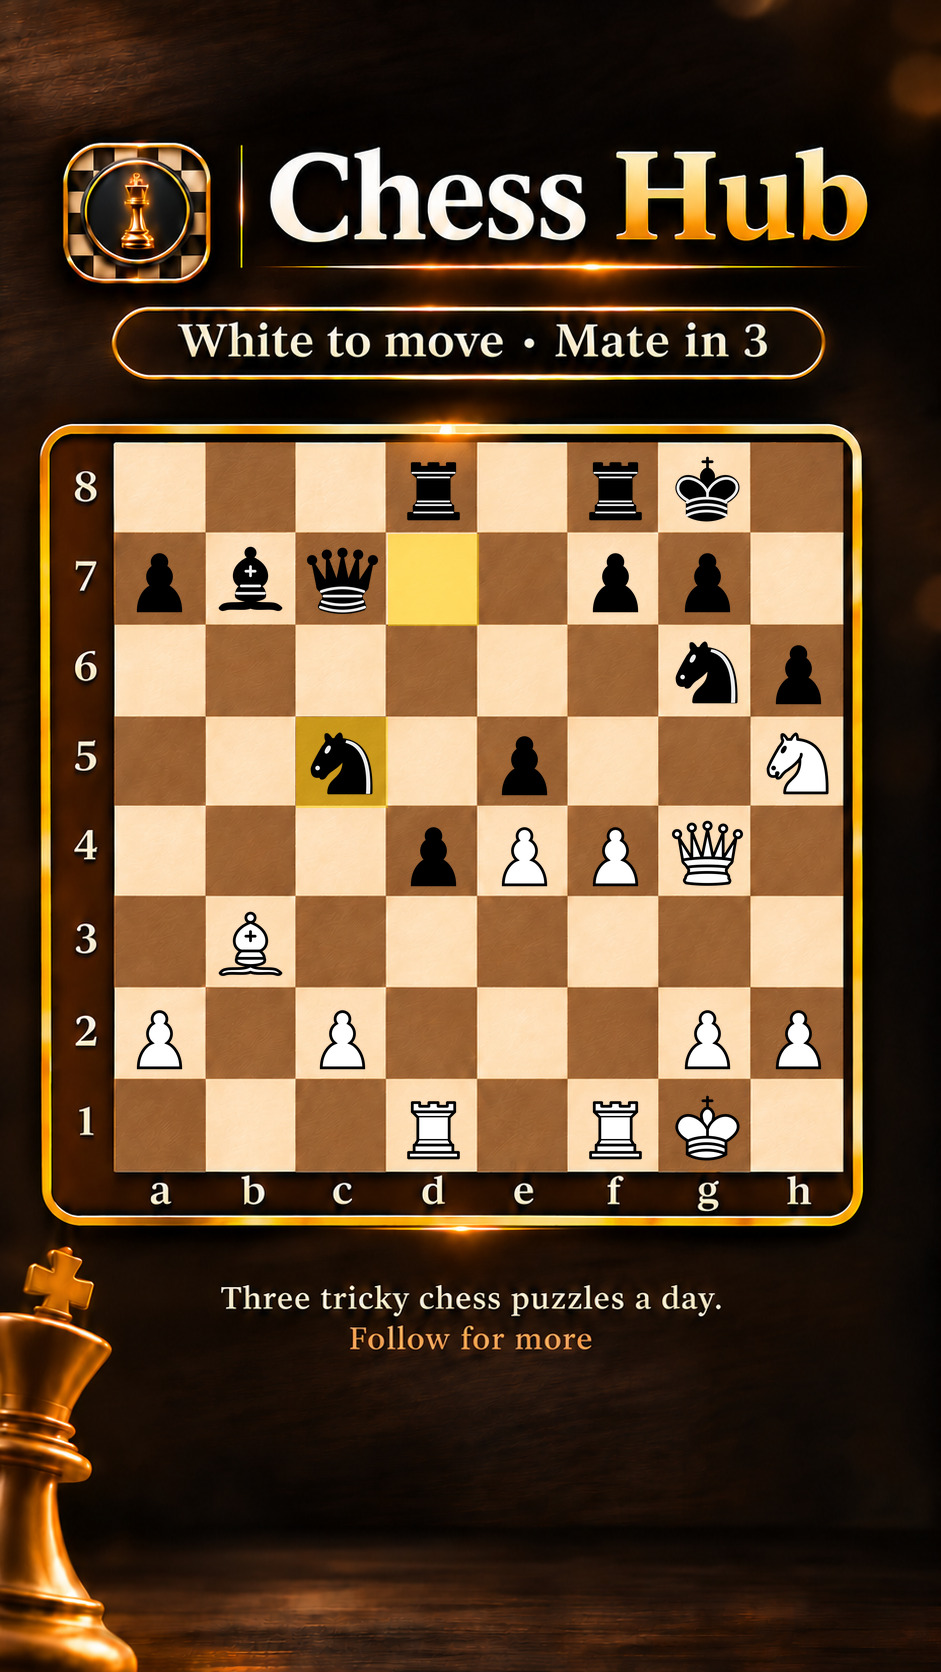 Chess Hub
White to move • Mate in 3
8
7
6
5
4
3
2
1
a b c d e f g h
Three tricky chess puzzles a day.
Follow for more